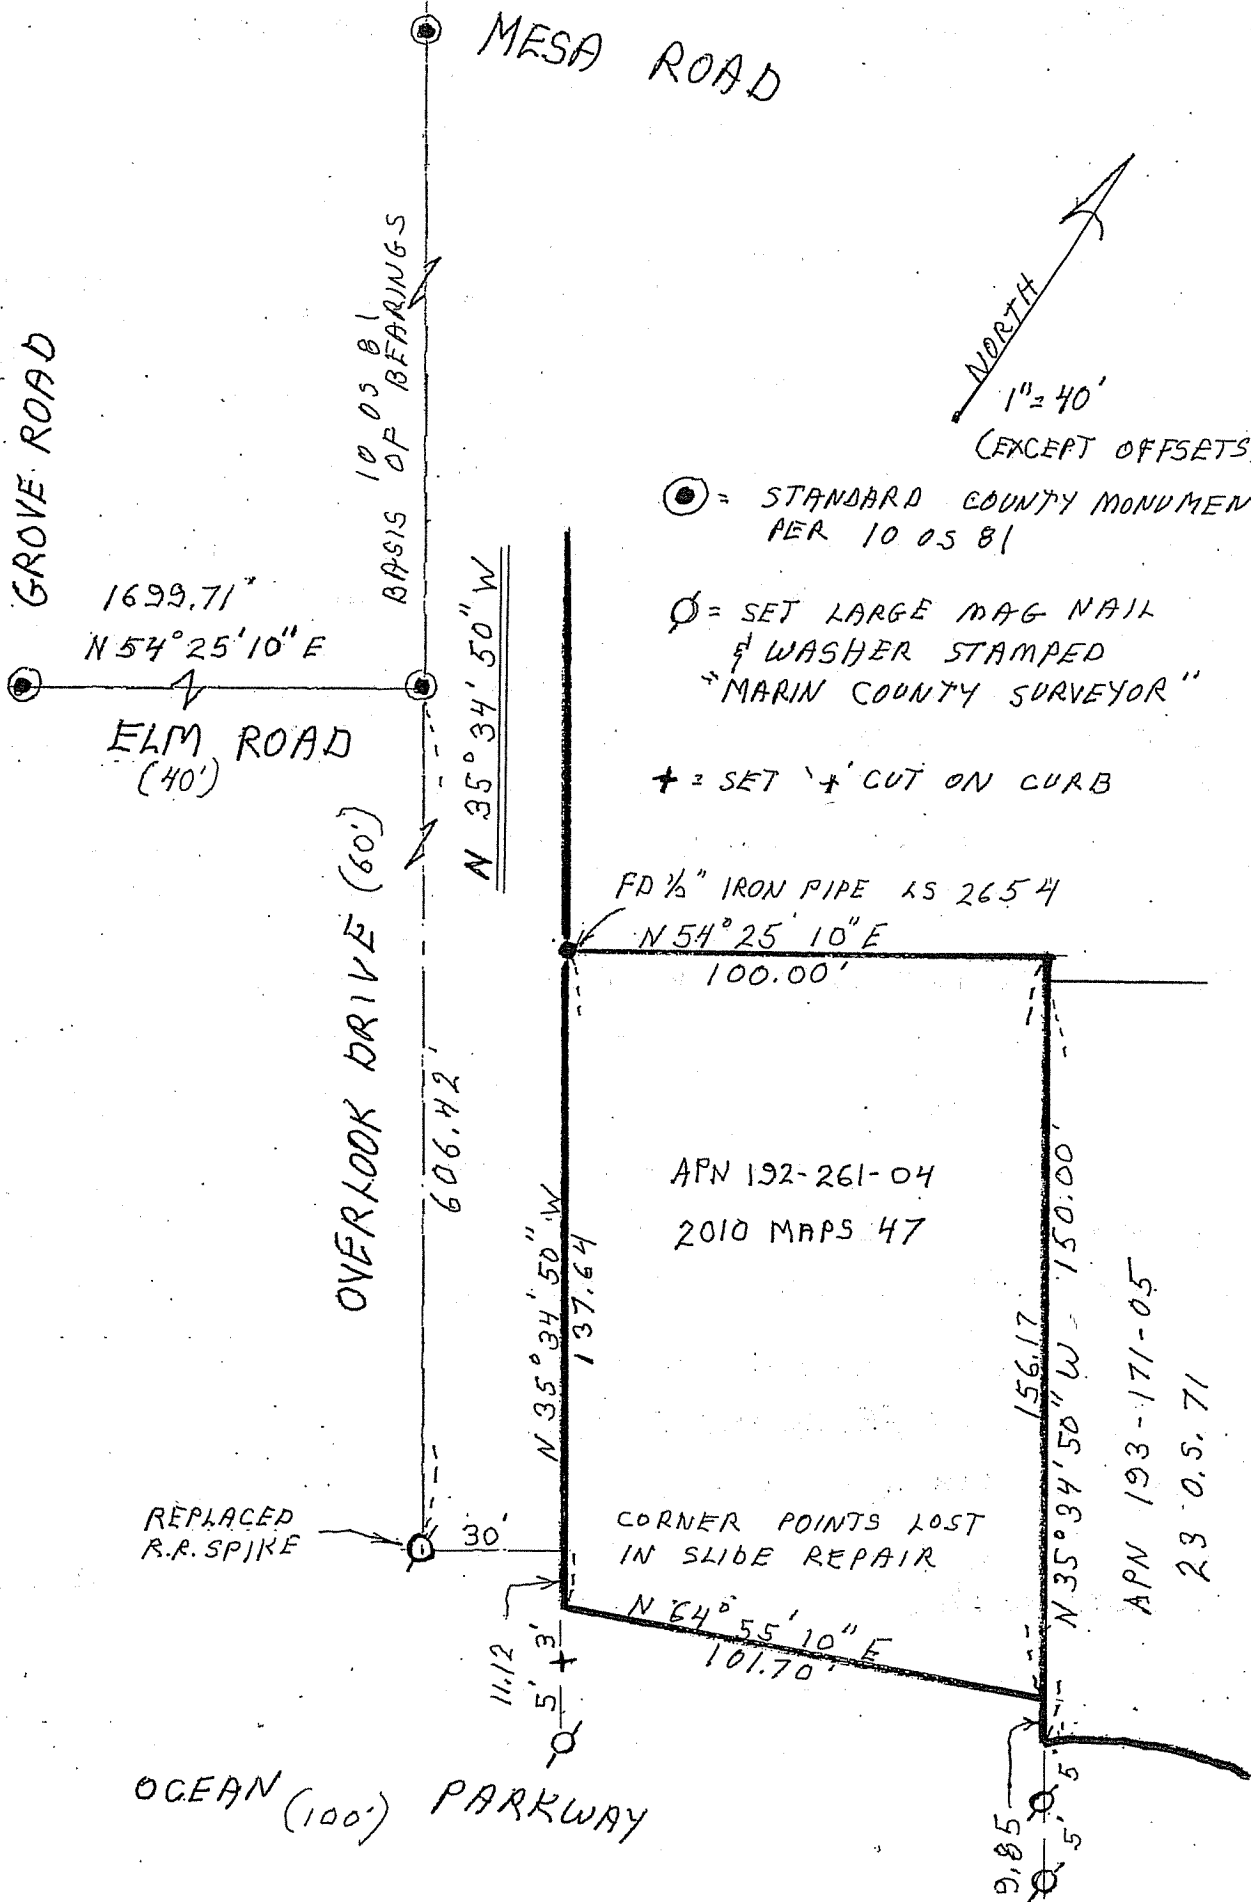 MESA ROAD
GROVE ROAD
10 OS 81
BASIS OF BEARINGS
NORTH
1"=40'
(EXCEPT OFFSETS)
= STANDARD COUNTY MONUMEN
PER 10 OS 81
1699.71'
N 54° 25' 10" E
ELM ROAD
(40')
N 35° 34' 50" W
= SET LARGE MAG NAIL
& WASHER STAMPED
"MARIN COUNTY SURVEYOR"
+ = SET '+' CUT ON CURB
OVERLOOK DRIVE (60')
606.42'
FD ½" IRON PIPE LS 2654
N 54° 25' 10" E
100.00'
APN 192-261-04
2010 MAPS 47
N 35° 34' 50" W
137.64
156.17
N 35° 34' 50" W 150.00'
APN 193-171-05
23 O.S. 71
REPLACED
R.R. SPIKE
30'
CORNER POINTS LOST
IN SLIDE REPAIR
N 64° 55' 10" E
101.70'
11.12
3'
5'
OCEAN (100') PARKWAY
9.85
5'
5'